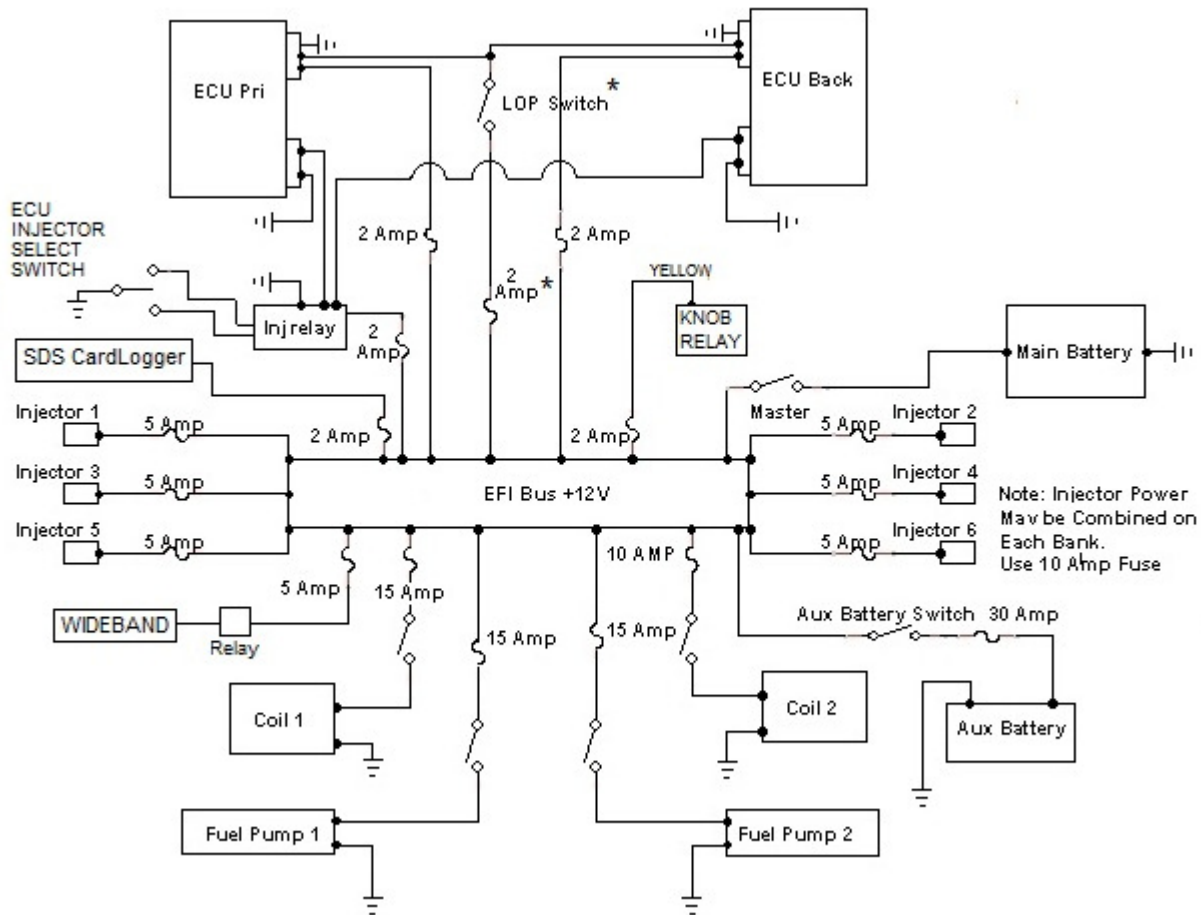 ECU Pri
ECU Back
LOP Switch*
ECU
INJECTOR
SELECT
SWITCH
2 Amp
2 Amp
2
Amp*
YELLOW
KNOB
RELAY
Inj relay
2
Amp
Main Battery
SDS CardLogger
Master
Injector 1
5 Amp
2 Amp
2 Amp
5 Amp
Injector 2
Injector 3
5 Amp
EFI Bus +12V
5 Amp
Injector 4
Injector 5
5 Amp
5 Amp
Injector 6
Note: Injector Power
May be Combined on
Each Bank.
Use 10 Amp Fuse
5 Amp
15 Amp
10 AMP
WIDEBAND
Relay
15 Amp
15 Amp
Aux Battery Switch
30 Amp
Coil 1
Coil 2
Aux Battery
Fuel Pump 1
Fuel Pump 2